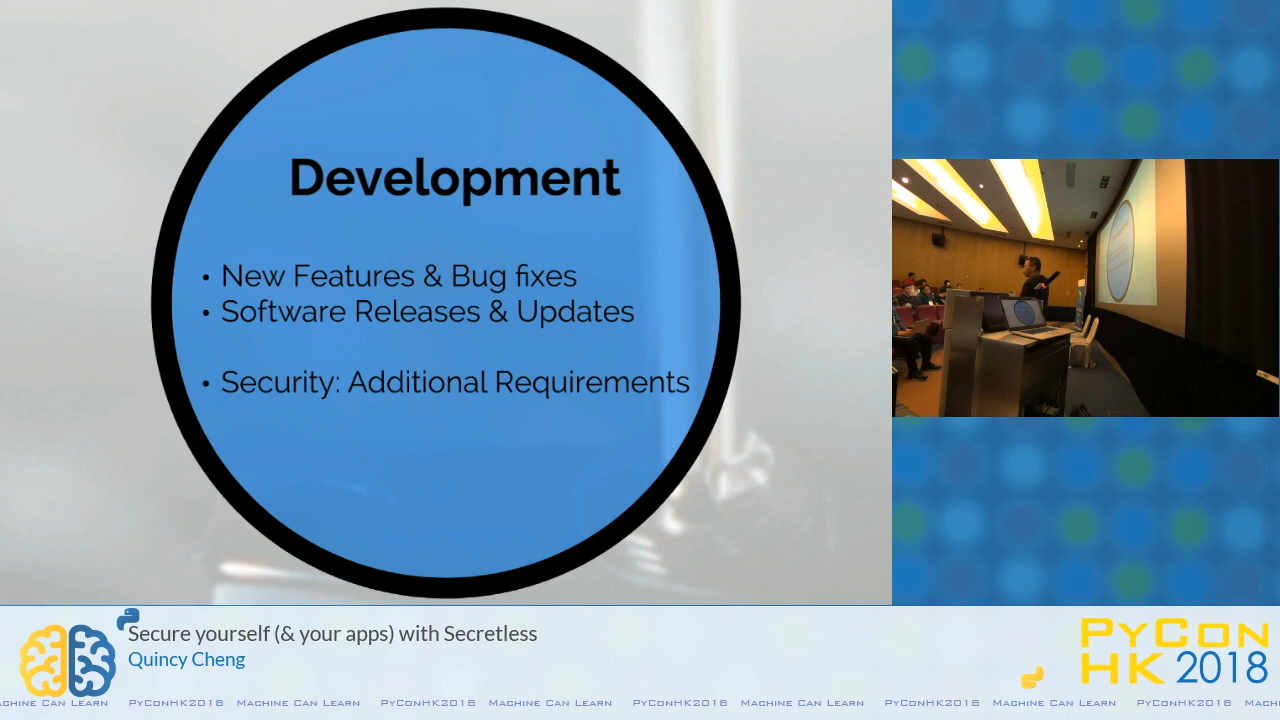 Development
• New Features & Bug fixes
• Software Releases & Updates
• Security: Additional Requirements
Secure yourself (& your apps) with Secretless
Quincy Cheng
PyCon
HK 2018
achine Can Learn PyConHK2018 Machine Can Learn PyConHK2018 Machine Can Learn PyConHK2018 Machine Can Learn PyConHK2018 Machine Can Learn PyConHK2018 Mach